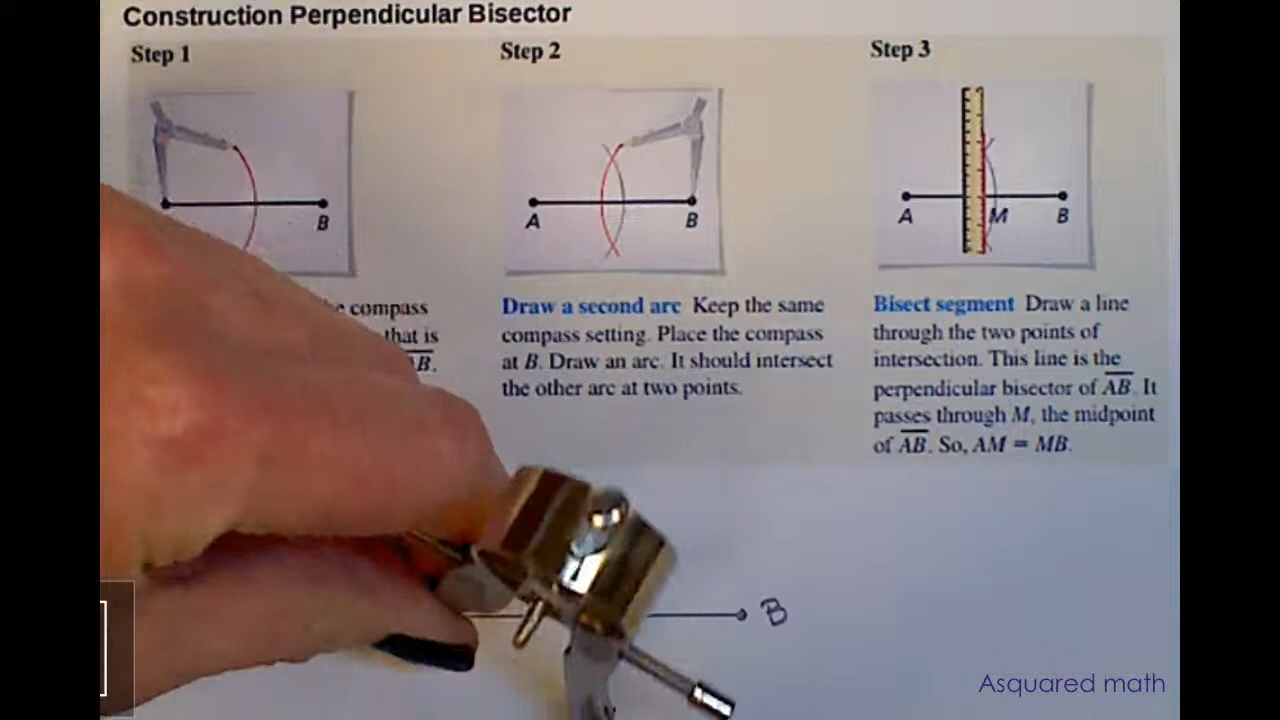 Construction Perpendicular Bisector
Step 1
B
compass
that is
B.
Step 2
A B
Draw a second arc Keep the same
compass setting. Place the compass
at B. Draw an arc. It should intersect
the other arc at two points.
Step 3
A M B
Bisect segment Draw a line
through the two points of
intersection. This line is the
perpendicular bisector of AB. It
passes through M, the midpoint
of AB. So, AM = MB.
B
Asquared math